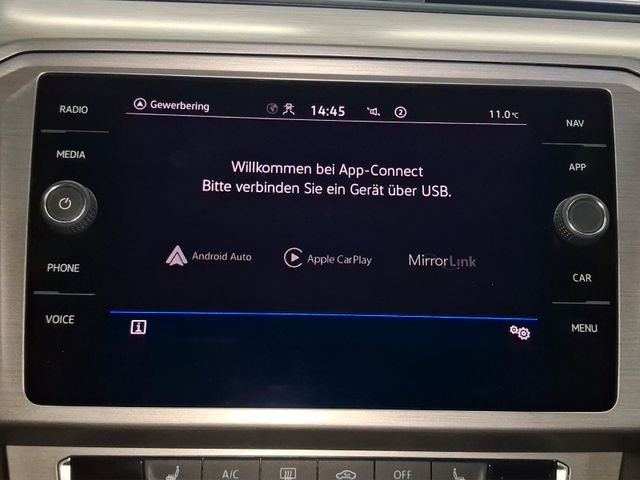 RADIO
MEDIA
PHONE
VOICE
Gewerbering
14:45
2
11.0°C
Willkommen bei App-Connect
Bitte verbinden Sie ein Gerät über USB.
Android Auto
Apple CarPlay
MirrorLink
i
NAV
APP
CAR
MENU
A/C
OFF